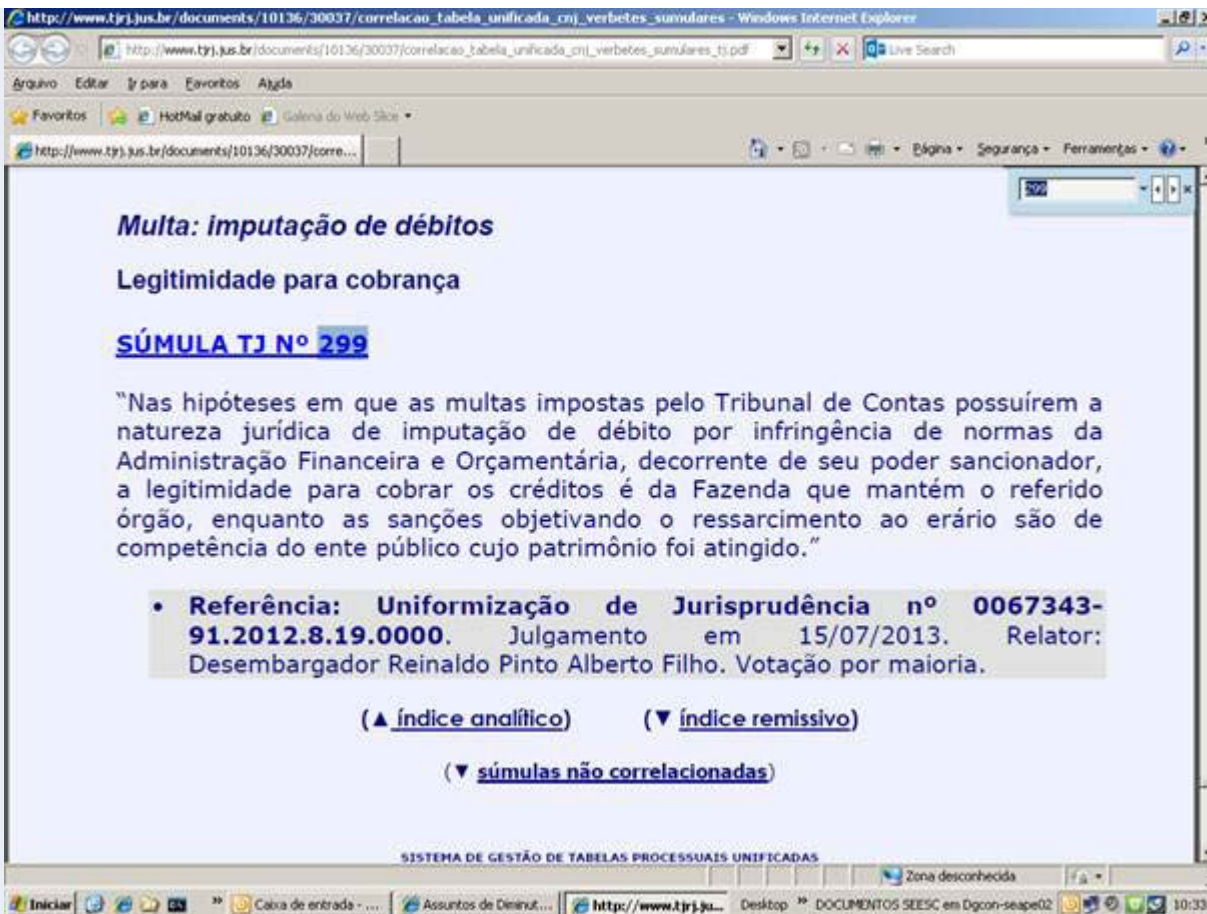 http://www.tjrj.jus.br/documents/10136/30037/correlacao_tabela_unificada_cnj_verbetes_sumulares - Windows Internet Explorer
http://www.tjrj.jus.br/documents/10136/30037/correlacao_tabela_unificada_cnj_verbetes_sumulares_tj.pdf
Live Search
Arquivo Editar Ir para Favoritos Ajuda
Favoritos HotMail gratuito Galeria do Web Slice
http://www.tjrj.jus.br/documents/10136/30037/corre...
Página Segurança Ferramentas
299
Multa: imputação de débitos
Legitimidade para cobrança
SÚMULA TJ Nº 299
“Nas hipóteses em que as multas impostas pelo Tribunal de Contas possuírem a
natureza jurídica de imputação de débito por infringência de normas da
Administração Financeira e Orçamentária, decorrente de seu poder sancionador,
a legitimidade para cobrar os créditos é da Fazenda que mantém o referido
órgão, enquanto as sanções objetivando o ressarcimento ao erário são de
competência do ente público cujo patrimônio foi atingido.”
• Referência: Uniformização de Jurisprudência nº 0067343-
91.2012.8.19.0000. Julgamento em 15/07/2013. Relator:
Desembargador Reinaldo Pinto Alberto Filho. Votação por maioria.
(▲ índice analítico) (▼ índice remissivo)
(▼ súmulas não correlacionadas)
SISTEMA DE GESTÃO DE TABELAS PROCESSUAIS UNIFICADAS
Zona desconhecida
Iniciar » Caixa de entrada - ... Assuntos de Diminut... http://www.tjrj.ju... Desktop » DOCUMENTOS SEESC em Dgcon-seape02 10:33